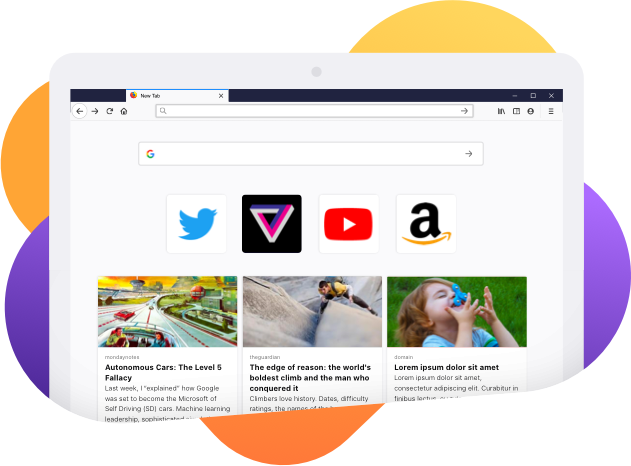 New Tab
mondaynotes
Autonomous Cars: The Level 5
Fallacy
Last week, I "explained" how Google
was set to become the Microsoft of
Self Driving (SD) cars. Machine learning
leadership, sophisticated
theguardian
The edge of reason: the world's
boldest climb and the man who
conquered it
Climbers love history. Dates, difficulty
ratings, the names of the
domain
Lorem ipsum dolor sit amet
Lorem ipsum dolor sit amet,
consectetur adipiscing elit. Curabitur in
finibus lectus,